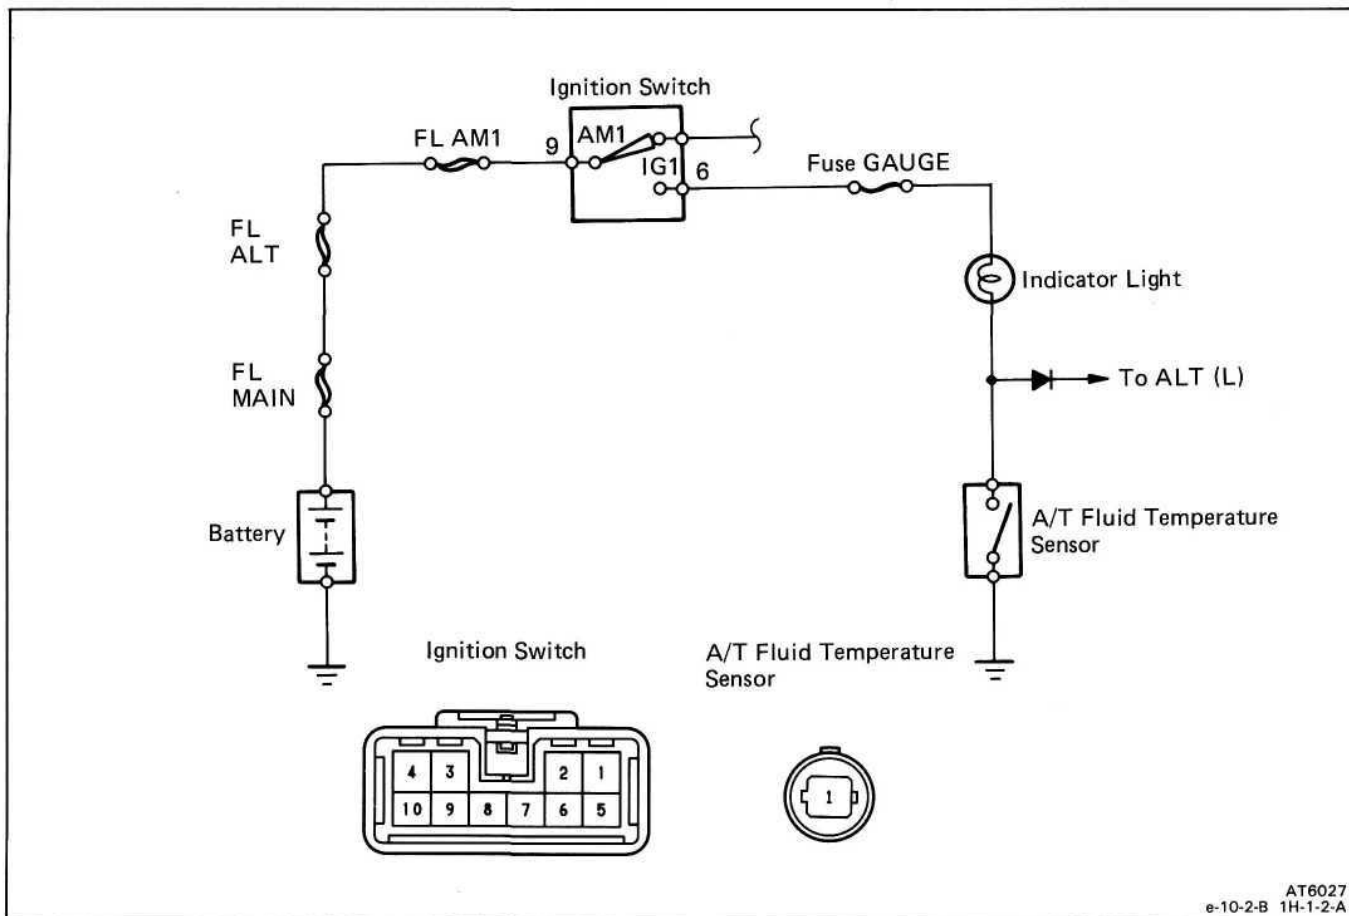 Ignition Switch
FL AM1
9
AM1
IG1
6
Fuse GAUGE
FL
ALT
Indicator Light
FL
MAIN
To ALT (L)
Battery
A/T Fluid Temperature
Sensor
Ignition Switch
A/T Fluid Temperature
Sensor
4 3 2 1
10 9 8 7 6 5
1
AT6027
e-10-2-B 1H-1-2-A